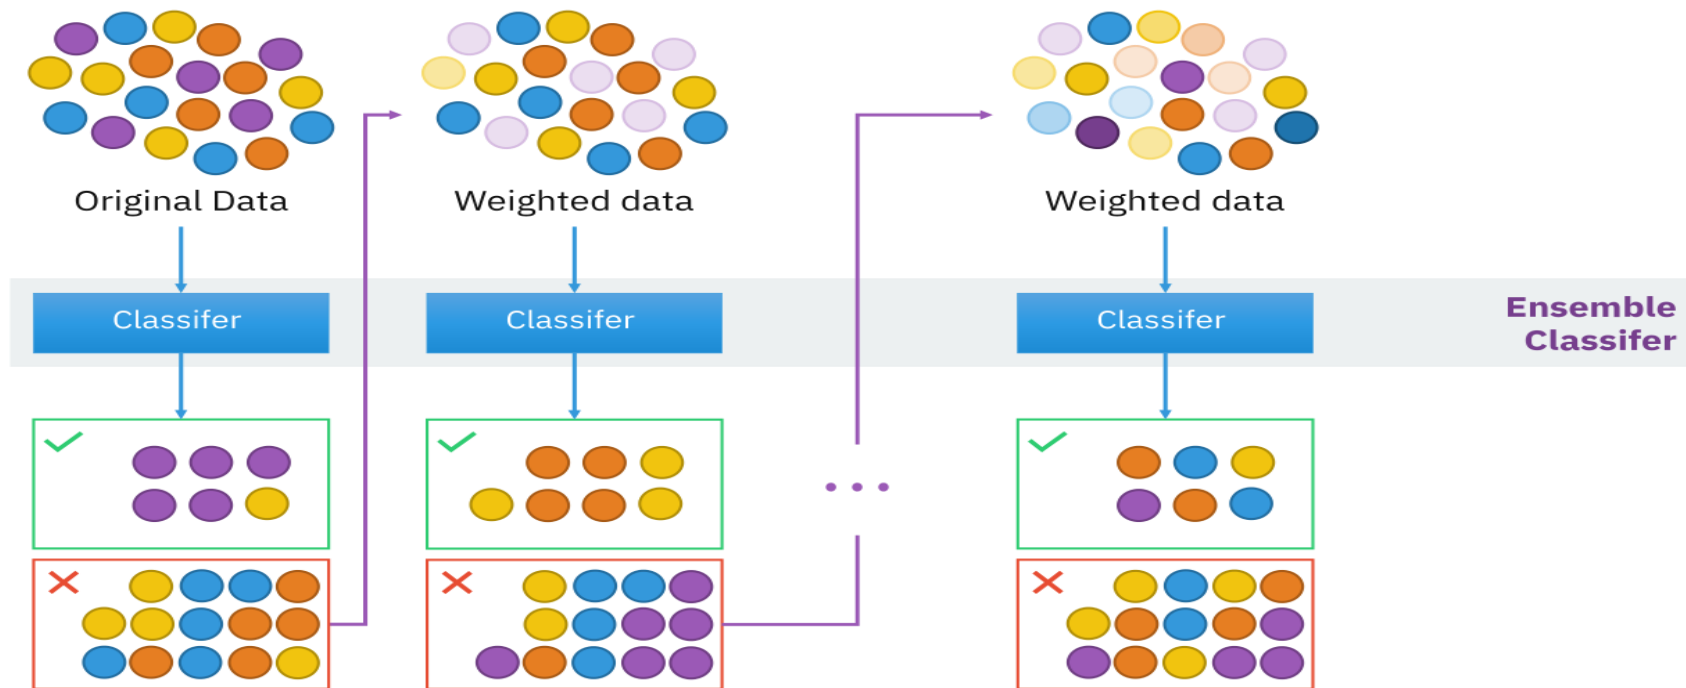 Original Data
Weighted data
Weighted data
Classifer
Classifer
Classifer
Ensemble
Classifer